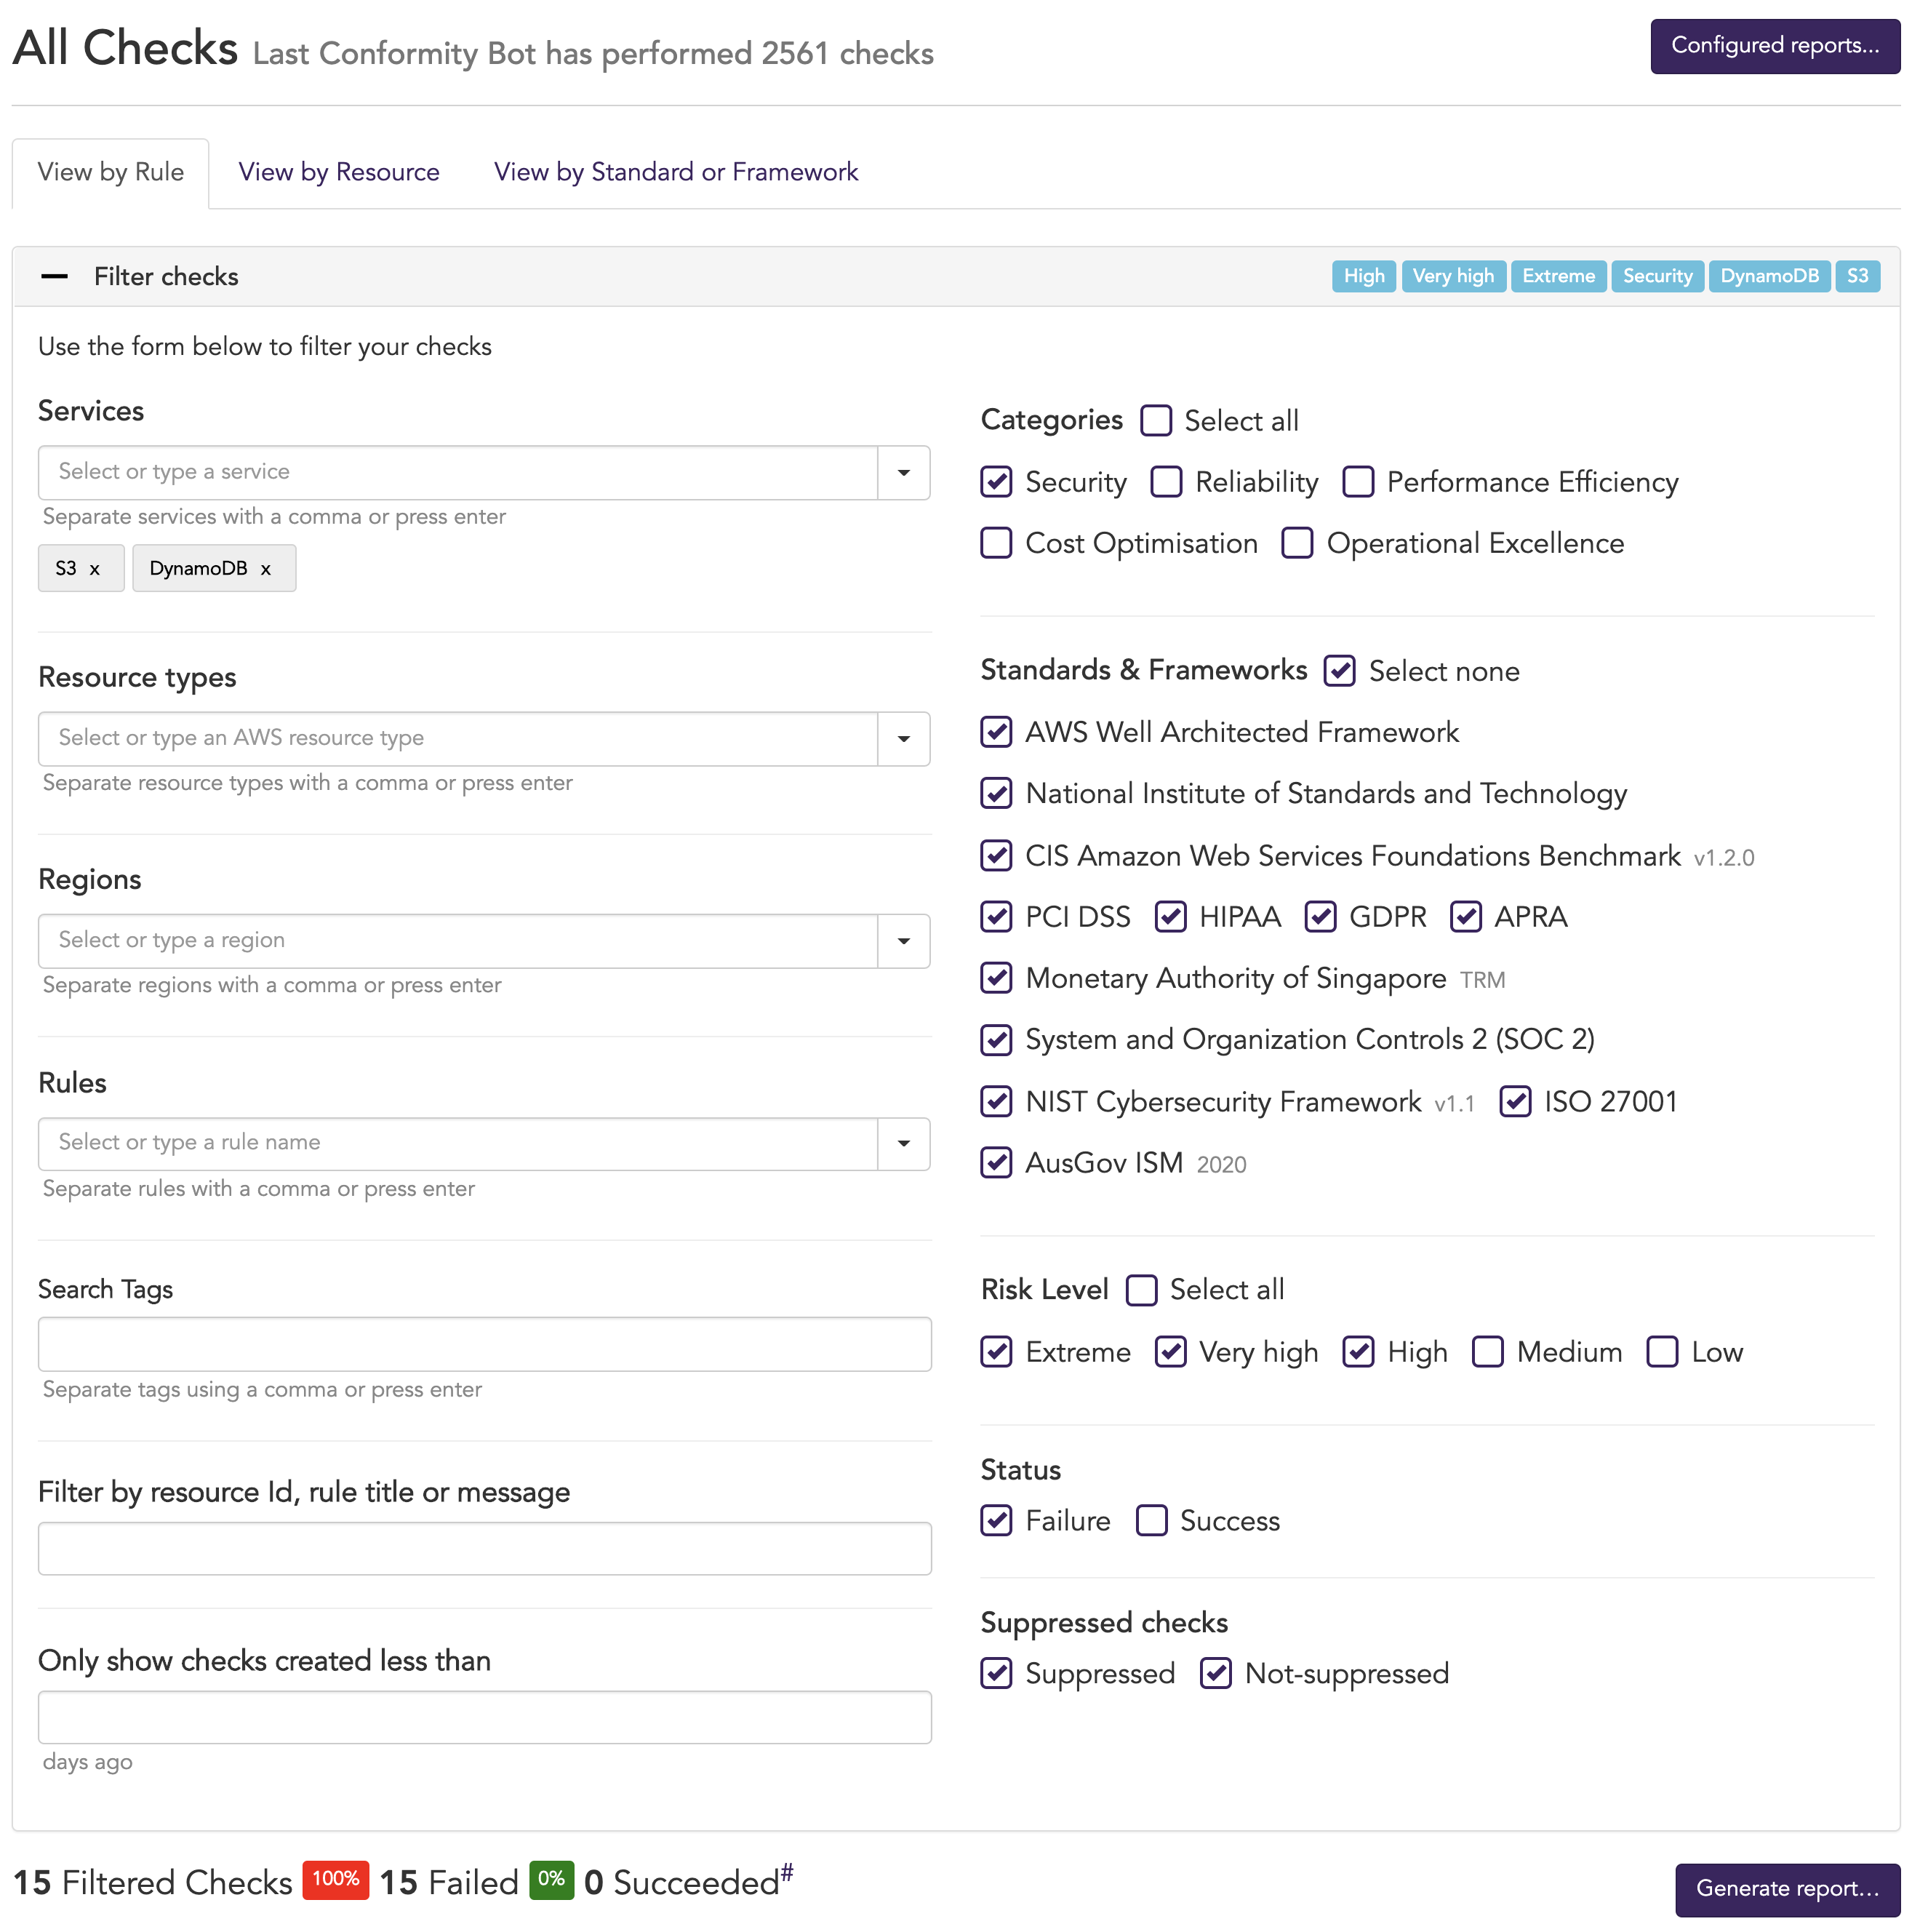 All Checks Last Conformity Bot has performed 2561 checks
Configured reports...
View by Rule View by Resource View by Standard or Framework
Filter checks
High Very high Extreme Security DynamoDB S3
Use the form below to filter your checks
Services
Select or type a service
Separate services with a comma or press enter
S3 x DynamoDB x
Resource types
Select or type an AWS resource type
Separate resource types with a comma or press enter
Regions
Select or type a region
Separate regions with a comma or press enter
Rules
Select or type a rule name
Separate rules with a comma or press enter
Search Tags
Separate tags using a comma or press enter
Filter by resource Id, rule title or message
Only show checks created less than
days ago
Categories Select all
Security Reliability Performance Efficiency
Cost Optimisation Operational Excellence
Standards & Frameworks Select none
AWS Well Architected Framework
National Institute of Standards and Technology
CIS Amazon Web Services Foundations Benchmark v1.2.0
PCI DSS HIPAA GDPR APRA
Monetary Authority of Singapore TRM
System and Organization Controls 2 (SOC 2)
NIST Cybersecurity Framework v1.1 ISO 27001
AusGov ISM 2020
Risk Level Select all
Extreme Very high High Medium Low
Status
Failure Success
Suppressed checks
Suppressed Not-suppressed
15 Filtered Checks 100% 15 Failed 0% 0 Succeeded#
Generate report...